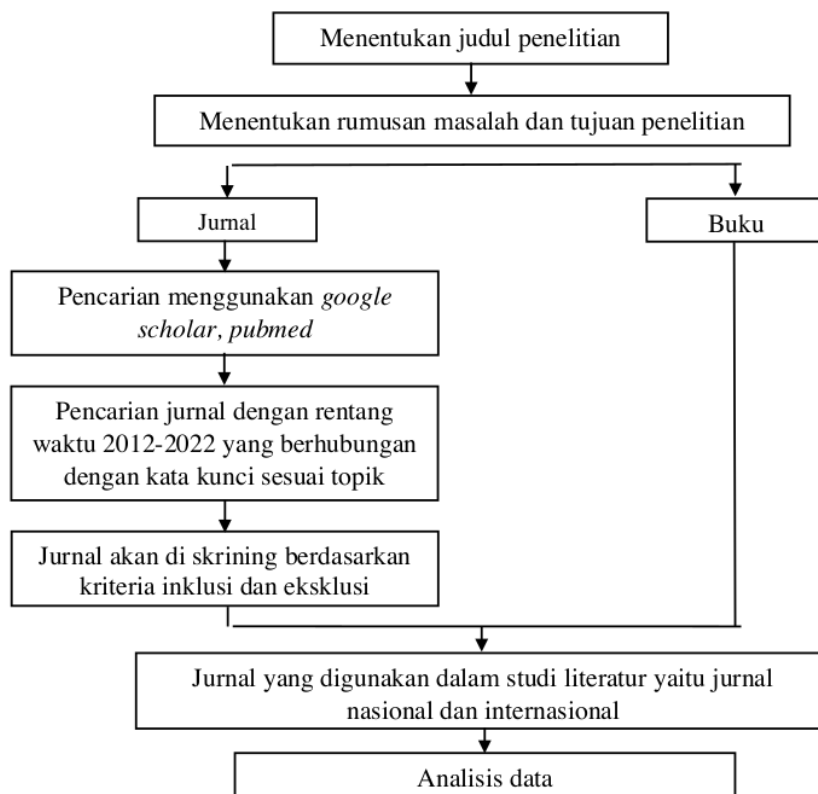 Menentukan judul penelitian
Menentukan rumusan masalah dan tujuan penelitian
Jurnal
Buku
Pencarian menggunakan google
scholar, pubmed
Pencarian jurnal dengan rentang
waktu 2012-2022 yang berhubungan
dengan kata kunci sesuai topik
Jurnal akan di skrining berdasarkan
kriteria inklusi dan eksklusi
Jurnal yang digunakan dalam studi literatur yaitu jurnal
nasional dan internasional
Analisis data